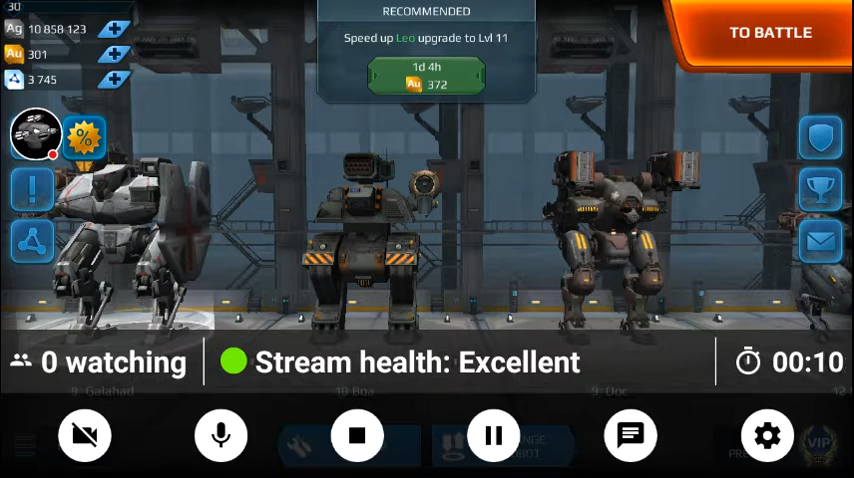 30
RECOMMENDED
TO BATTLE
Ag 10 858 123
Speed up Leo upgrade to Lvl 11
Au 301
1d 4h
3 745
Au 372
%
!
0 watching
Stream health: Excellent
00:10
9 Galahad
10 Boa
9 Doc
12
VIP